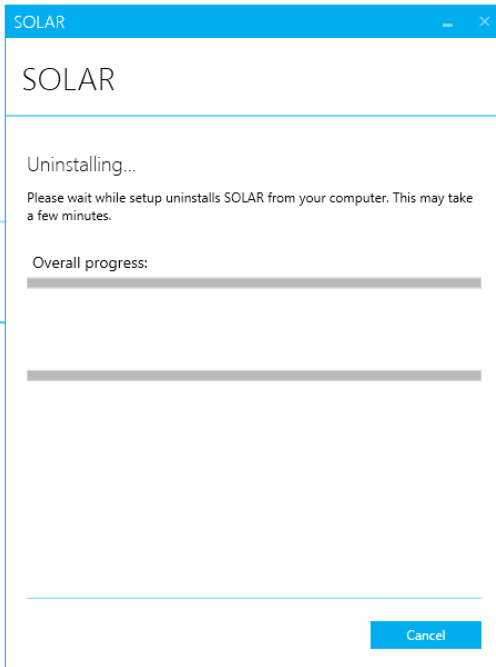 SOLAR
SOLAR
Uninstalling...
Please wait while setup uninstalls SOLAR from your computer. This may take
a few minutes.
Overall progress:
Cancel